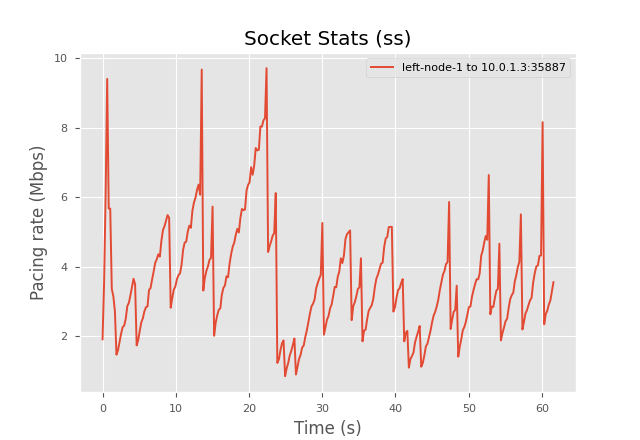 Socket Stats (ss)
left-node-1 to 10.0.1.3:35887
Pacing rate (Mbps)
10
8
6
4
2
0 10 20 30 40 50 60
Time (s)